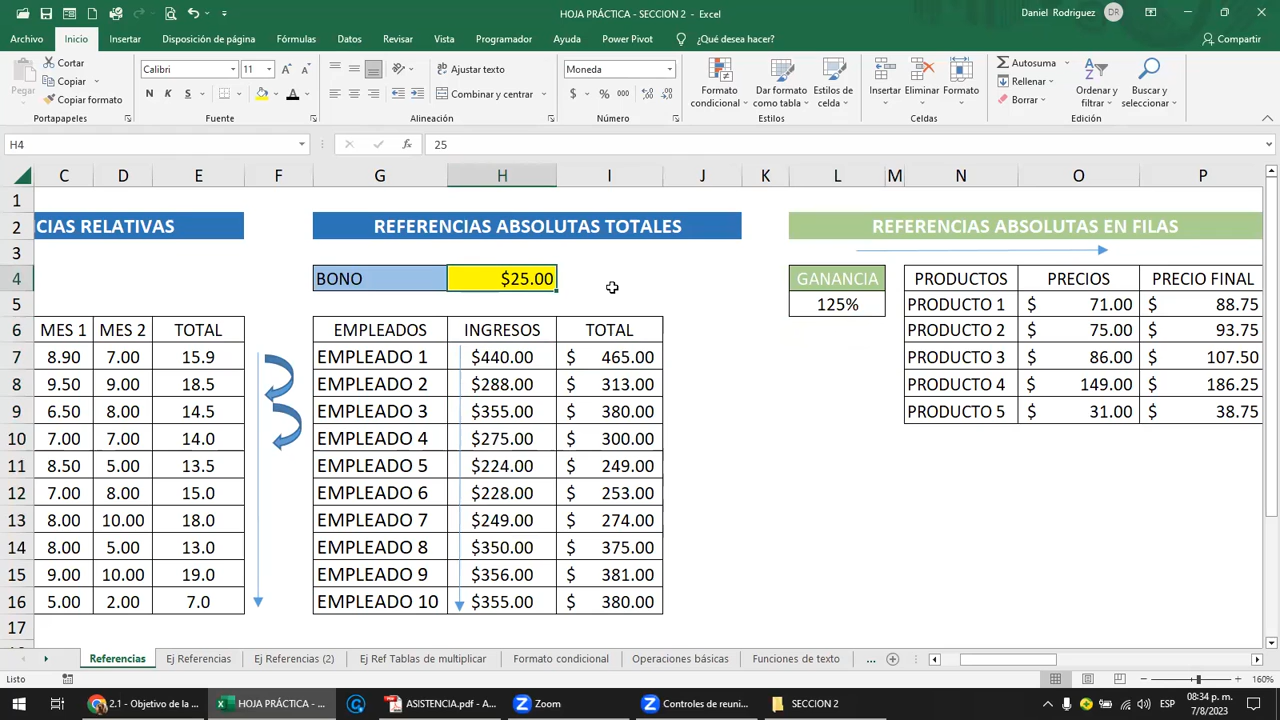 HOJA PRÁCTICA - SECCION 2 - Excel
Daniel Rodriguez DR
Archivo Inicio Insertar Disposición de página Fórmulas Datos Revisar Vista Programador Ayuda Power Pivot ¿Qué desea hacer? Compartir
Pegar
Cortar
Copiar
Copiar formato
Portapapeles
Calibri 11
N K S
Fuente
Ajustar texto
Combinar y centrar
Alineación
Moneda
$ % 000
Número
Formato condicional
Dar formato como tabla
Estilos de celda
Estilos
Insertar Eliminar Formato
Celdas
Autosuma
Rellenar
Borrar
Ordenar y filtrar
Buscar y seleccionar
Edición
H4 fx 25
C D E F G H I J K L M N O P
1
2 CIAS RELATIVAS REFERENCIAS ABSOLUTAS TOTALES REFERENCIAS ABSOLUTAS EN FILAS
3
4 BONO $25.00 GANANCIA PRODUCTOS PRECIOS PRECIO FINAL
5 125% PRODUCTO 1 $ 71.00 $ 88.75
6 MES 1 MES 2 TOTAL EMPLEADOS INGRESOS TOTAL PRODUCTO 2 $ 75.00 $ 93.75
7 8.90 7.00 15.9 EMPLEADO 1 $440.00 $ 465.00 PRODUCTO 3 $ 86.00 $ 107.50
8 9.50 9.00 18.5 EMPLEADO 2 $288.00 $ 313.00 PRODUCTO 4 $ 149.00 $ 186.25
9 6.50 8.00 14.5 EMPLEADO 3 $355.00 $ 380.00 PRODUCTO 5 $ 31.00 $ 38.75
10 7.00 7.00 14.0 EMPLEADO 4 $275.00 $ 300.00
11 8.50 5.00 13.5 EMPLEADO 5 $224.00 $ 249.00
12 7.00 8.00 15.0 EMPLEADO 6 $228.00 $ 253.00
13 8.00 10.00 18.0 EMPLEADO 7 $249.00 $ 274.00
14 8.00 5.00 13.0 EMPLEADO 8 $350.00 $ 375.00
15 9.00 10.00 19.0 EMPLEADO 9 $356.00 $ 381.00
16 5.00 2.00 7.0 EMPLEADO 10 $355.00 $ 380.00
17
Referencias Ej Referencias Ej Referencias (2) Ej Ref Tablas de multiplicar Formato condicional Operaciones básicas Funciones de texto ...
Listo 160%
2.1 - Objetivo de la ... HOJA PRÁCTICA - ... ASISTENCIA.pdf - A... Zoom Controles de reuni... SECCION 2 ESP 08:34 p. m.
7/8/2023